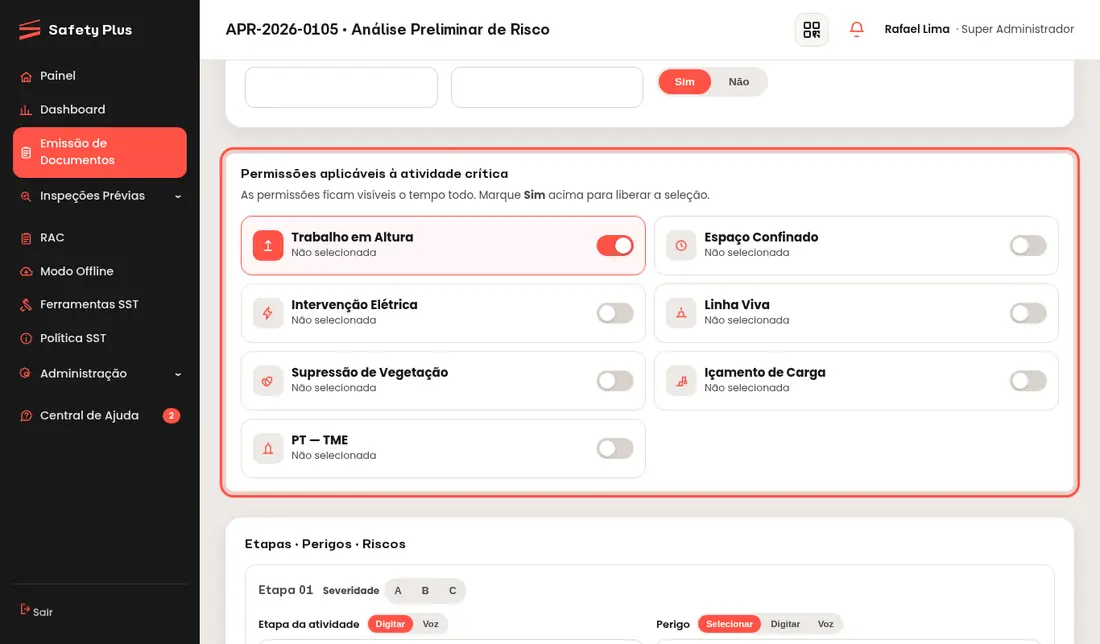 Safety Plus
APR-2026-0105 • Análise Preliminar de Risco
Rafael Lima · Super Administrador
Painel
Dashboard
Emissão de
Documentos
Inspeções Prévias
RAC
Modo Offline
Ferramentas SST
Política SST
Administração
Central de Ajuda 2
Sair
Sim Não
Permissões aplicáveis à atividade crítica
As permissões ficam visíveis o tempo todo. Marque Sim acima para liberar a seleção.
Trabalho em Altura
Não selecionada
Espaço Confinado
Não selecionada
Intervenção Elétrica
Não selecionada
Linha Viva
Não selecionada
Supressão de Vegetação
Não selecionada
Içamento de Carga
Não selecionada
PT — TME
Não selecionada
Etapas • Perigos • Riscos
Etapa 01 Severidade A B C
Etapa da atividade Digitar Voz
Perigo Selecionar Digitar Voz